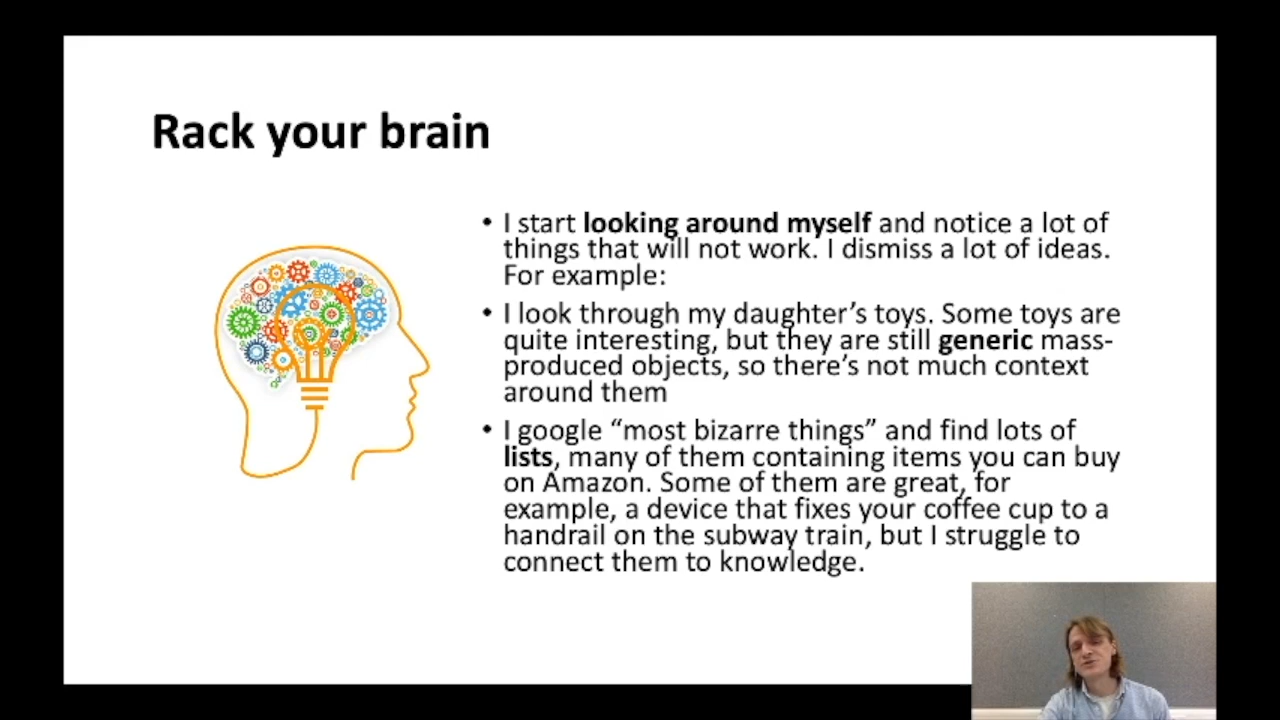 Rack your brain
• I start looking around myself and notice a lot of
things that will not work. I dismiss a lot of ideas.
For example:
• I look through my daughter’s toys. Some toys are
quite interesting, but they are still generic mass-
produced objects, so there’s not much context
around them
• I google “most bizarre things” and find lots of
lists, many of them containing items you can buy
on Amazon. Some of them are great, for
example, a device that fixes your coffee cup to a
handrail on the subway train, but I struggle to
connect them to knowledge.